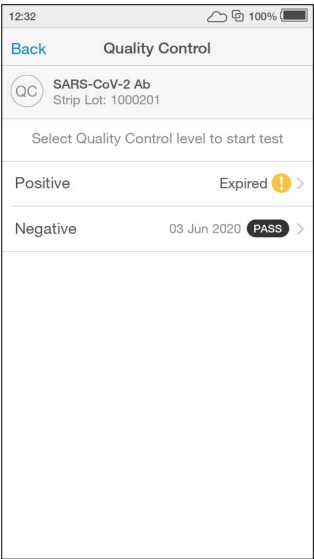 12:32 100%
Back Quality Control
QC SARS-CoV-2 Ab
Strip Lot: 1000201
Select Quality Control level to start test
Positive Expired !
Negative 03 Jun 2020 PASS